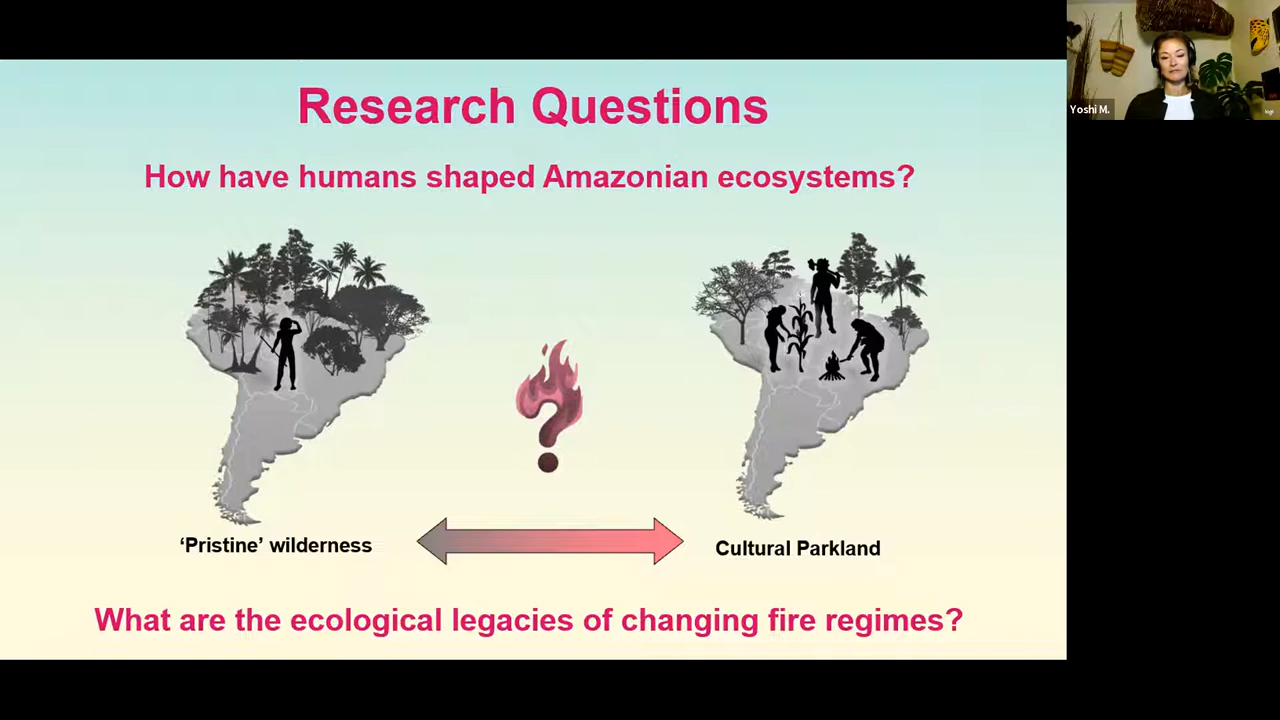 Research Questions
How have humans shaped Amazonian ecosystems?
‘Pristine’ wilderness
Cultural Parkland
What are the ecological legacies of changing fire regimes?
Yoshi M.